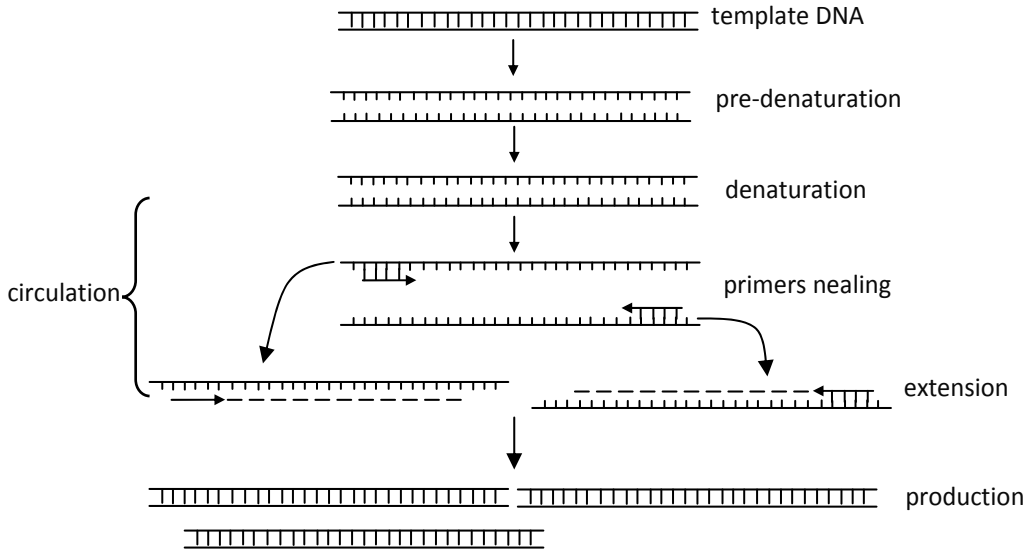 template DNA
pre-denaturation
denaturation
circulation
primers nealing
extension
production